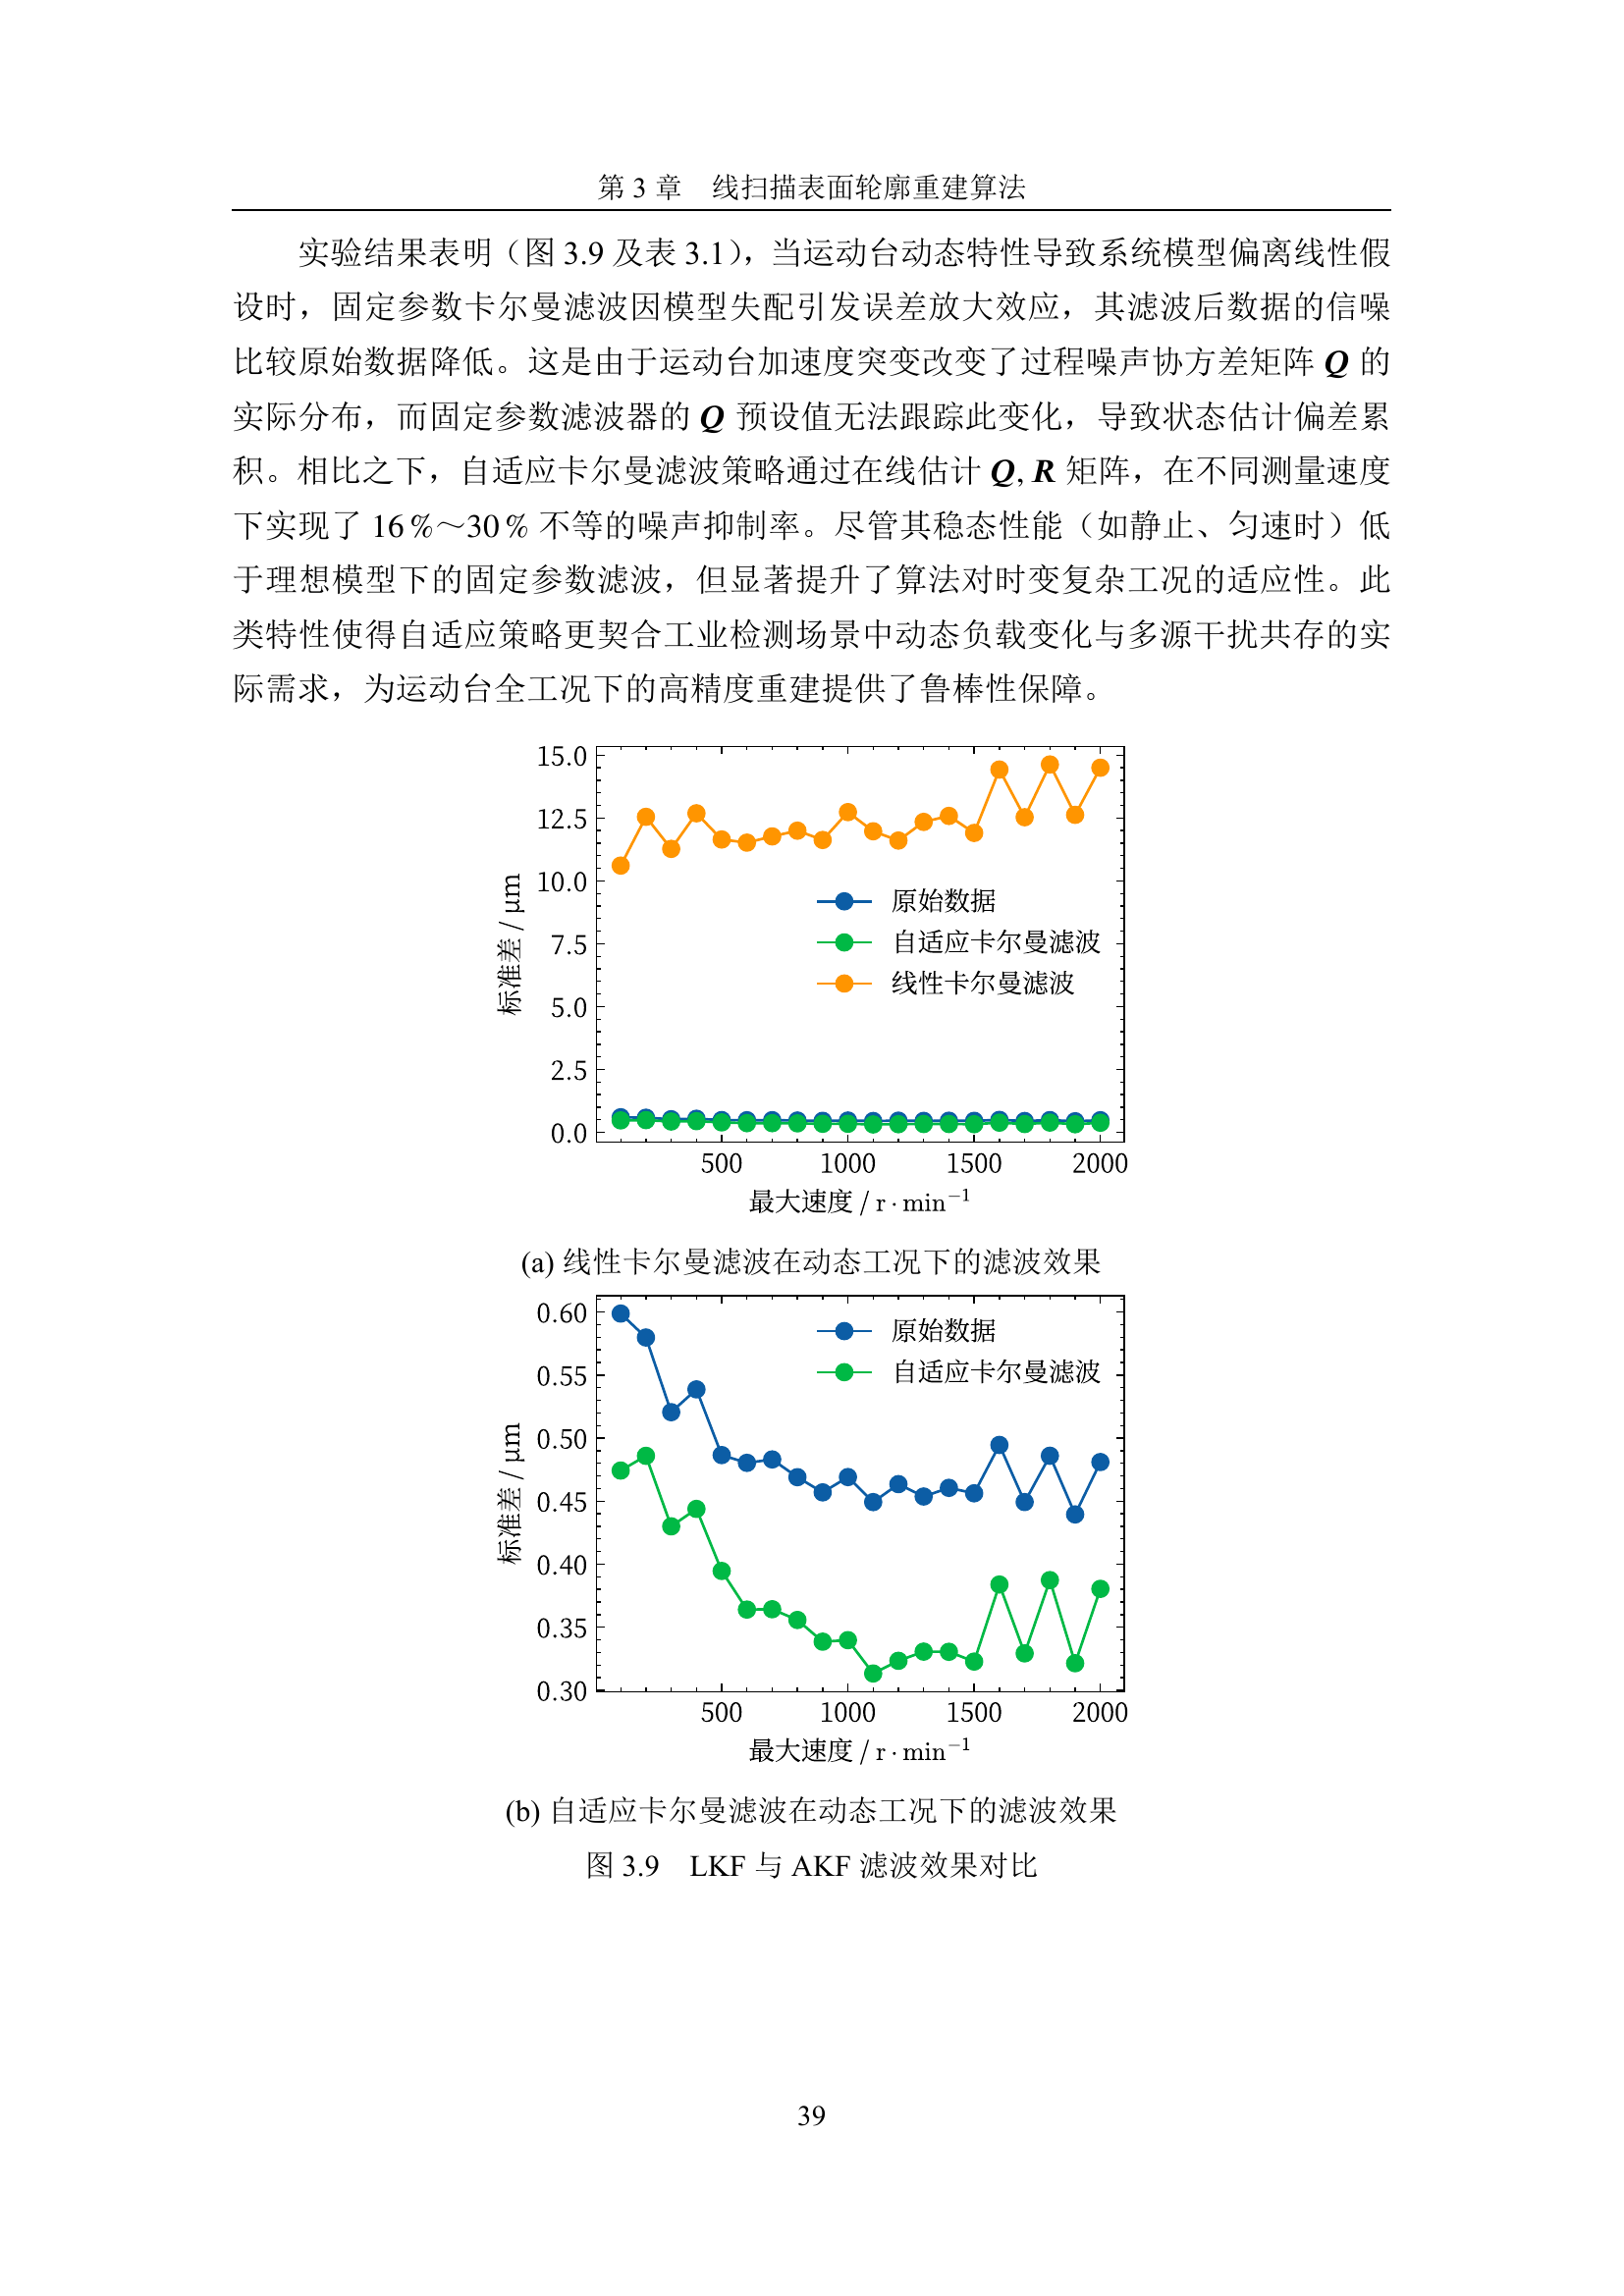 第 3 章　线扫描表面轮廓重建算法
实验结果表明（图 3.9 及表 3.1），当运动台动态特性导致系统模型偏离线性假
设时，固定参数卡尔曼滤波因模型失配引发误差放大效应，其滤波后数据的信噪
比较原始数据降低。这是由于运动台加速度突变改变了过程噪声协方差矩阵 Q 的
实际分布，而固定参数滤波器的 Q 预设值无法跟踪此变化，导致状态估计偏差累
积。相比之下，自适应卡尔曼滤波策略通过在线估计 Q, R 矩阵，在不同测量速度
下实现了 16 %～30 % 不等的噪声抑制率。尽管其稳态性能（如静止、匀速时）低
于理想模型下的固定参数滤波，但显著提升了算法对时变复杂工况的适应性。此
类特性使得自适应策略更契合工业检测场景中动态负载变化与多源干扰共存的实
际需求，为运动台全工况下的高精度重建提供了鲁棒性保障。
15.0
12.5
10.0
7.5
5.0
2.5
0.0
标准差 / μm
原始数据
自适应卡尔曼滤波
线性卡尔曼滤波
500 1000 1500 2000
最大速度 / r · min⁻¹
(a) 线性卡尔曼滤波在动态工况下的滤波效果
0.60
0.55
0.50
0.45
0.40
0.35
0.30
标准差 / μm
原始数据
自适应卡尔曼滤波
500 1000 1500 2000
最大速度 / r · min⁻¹
(b) 自适应卡尔曼滤波在动态工况下的滤波效果
图 3.9　LKF 与 AKF 滤波效果对比
39